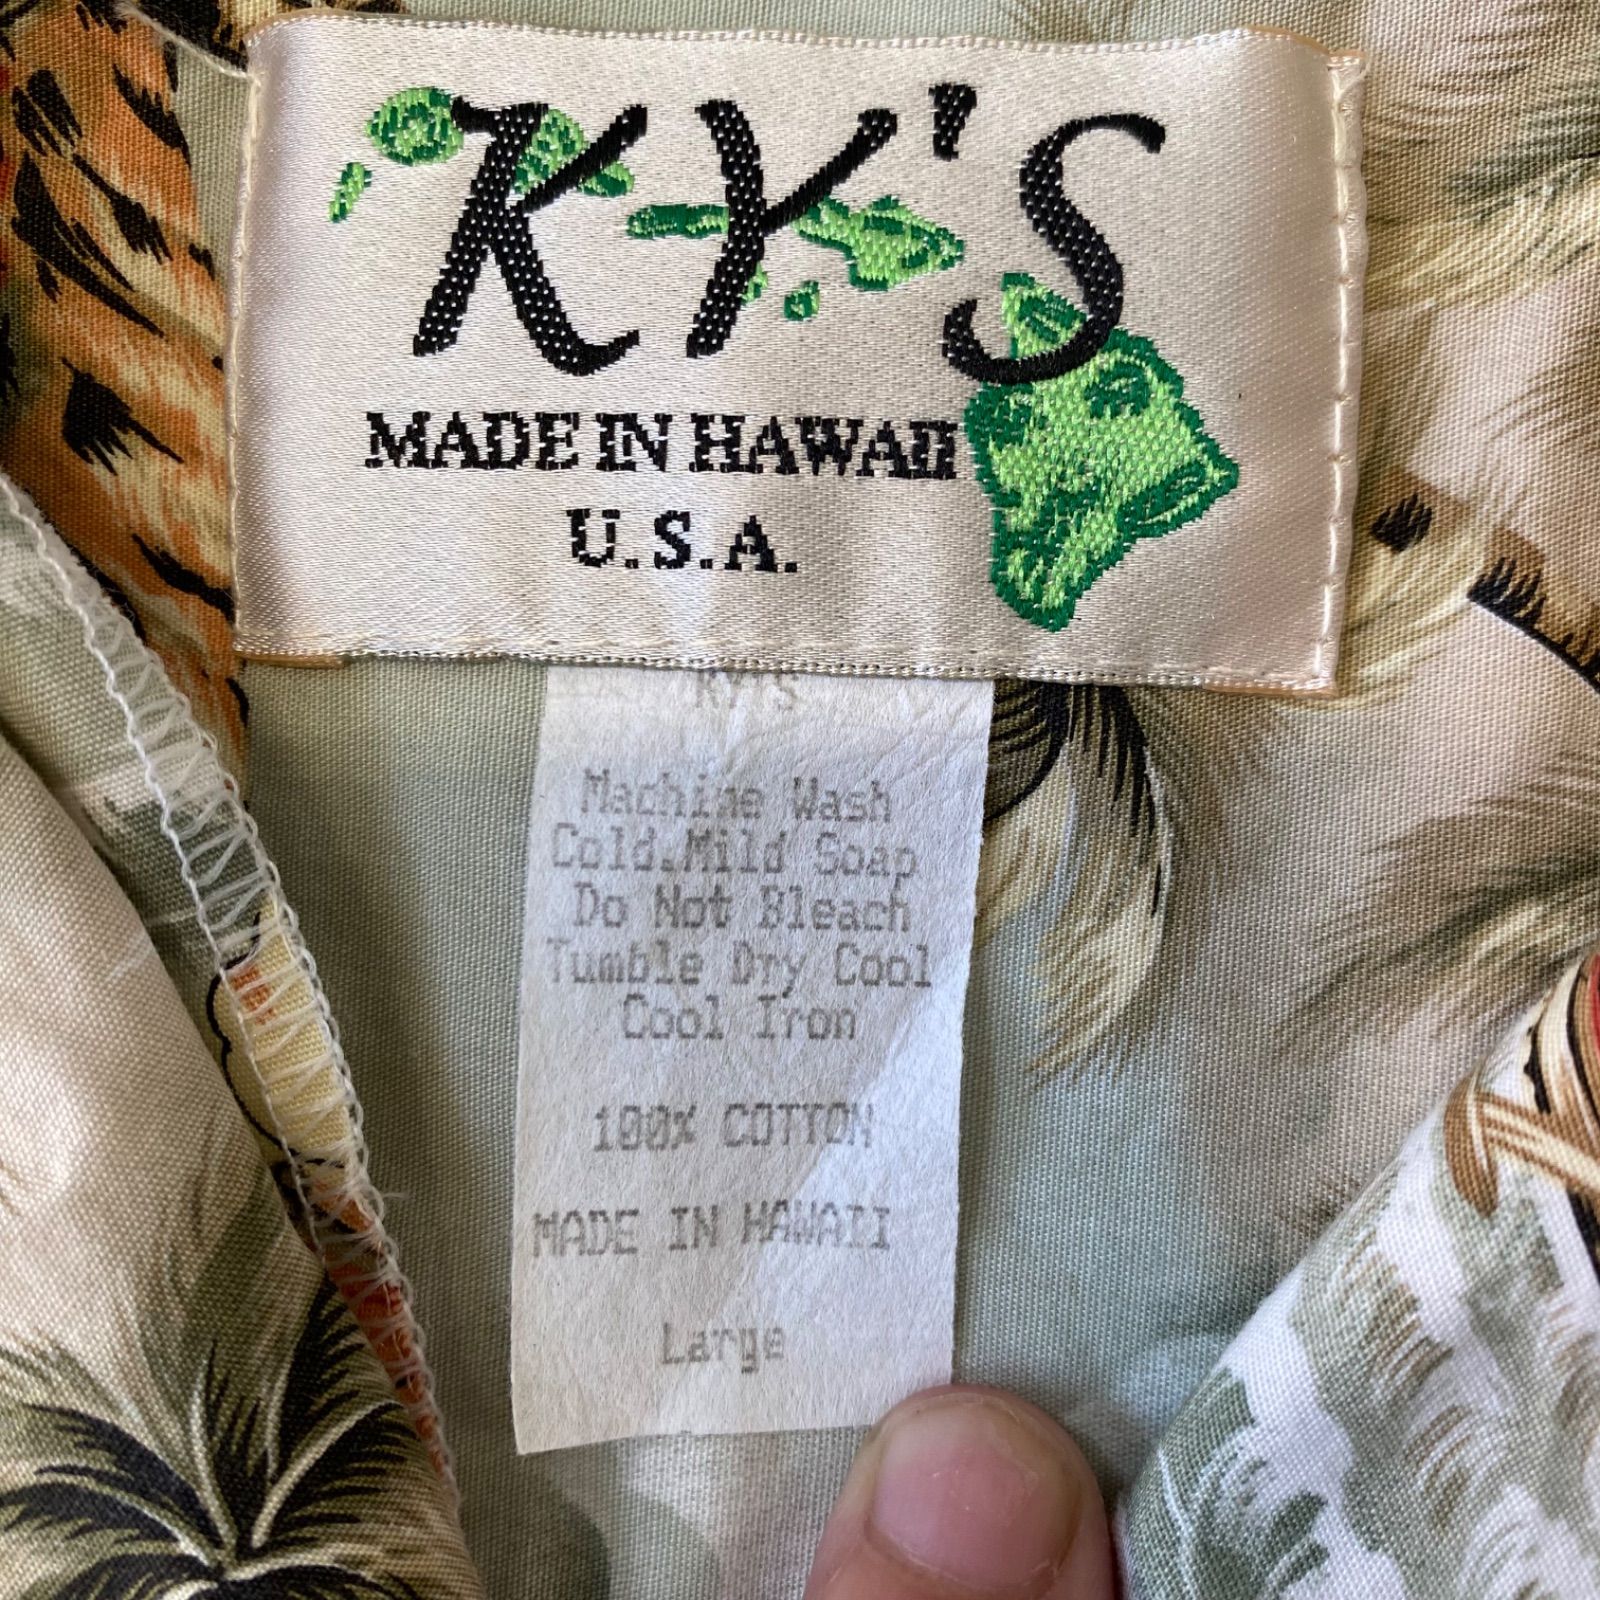 KY'S
MADE IN HAWAII
U.S.A.
KY'S
Machine Wash
Cold.Mild Soap
Do Not Bleach
Tumble Dry Cool
Cool Iron
100% COTTON
MADE IN HAWAII
Large